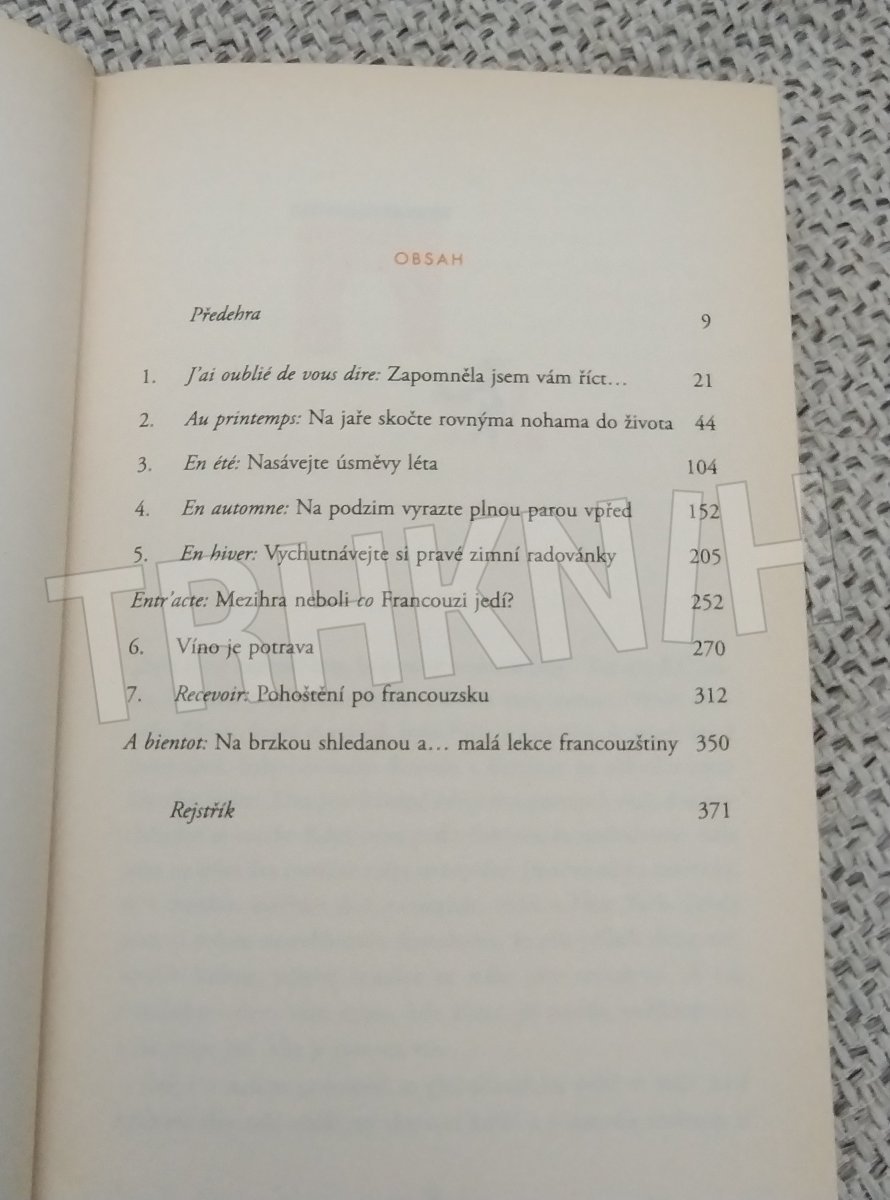 OBSAH
Předehra 9
1. J'ai oublié de vous dire: Zapomněla jsem vám říct… 21
2. Au printemps: Na jaře skočte rovnýma nohama do života 44
3. En été: Nasávejte úsměvy léta 104
4. En automne: Na podzim vyrazte plnou parou vpřed 152
5. En hiver: Vychutnávejte si pravé zimní radovánky 205
Entr'acte: Mezihra neboli co Francouzi jedí? 252
6. Víno je potrava 270
7. Recevoir: Pohoštění po francouzsku 312
A bientot: Na brzkou shledanou a… malá lekce francouzštiny 350
Rejstřík 371
TRHKNIH